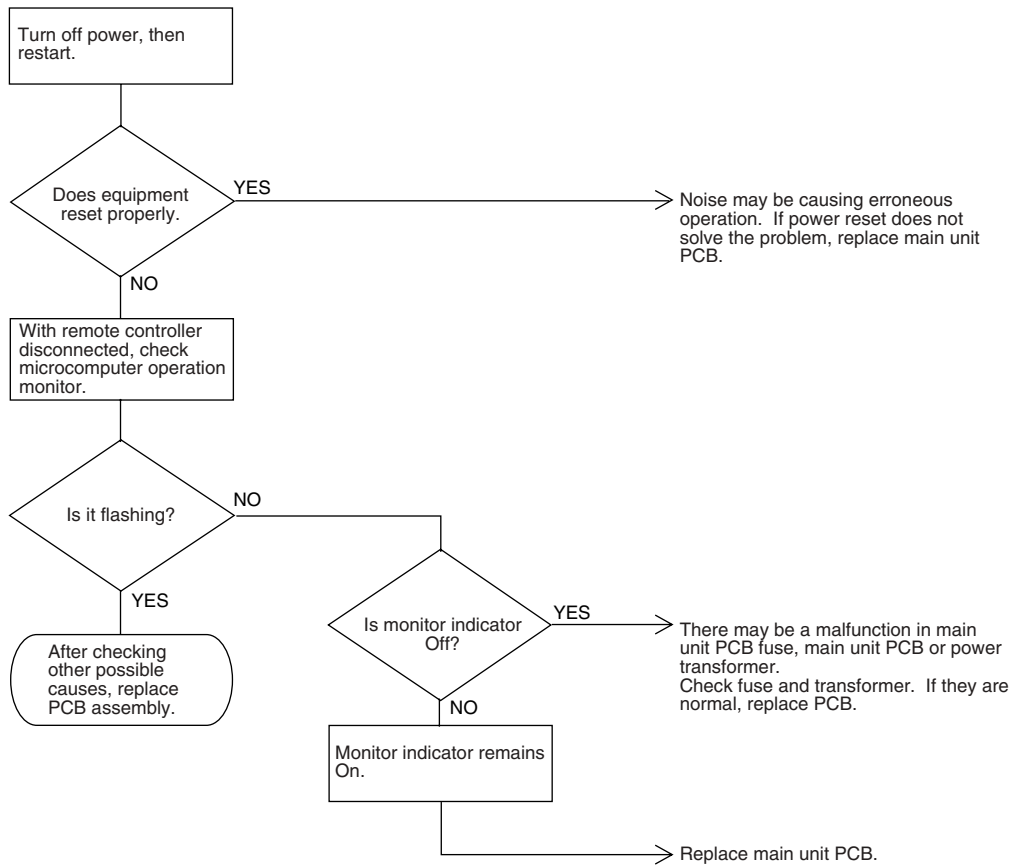 Turn off power, then
restart.
Does equipment
reset properly.
YES
Noise may be causing erroneous
operation.  If power reset does not
solve the problem, replace main unit
PCB.
NO
With remote controller
disconnected, check
microcomputer operation
monitor.
Is it flashing?
NO
YES
After checking
other possible
causes, replace
PCB assembly.
Is monitor indicator
Off?
YES
There may be a malfunction in main
unit PCB fuse, main unit PCB or power
transformer.
Check fuse and transformer.  If they are
normal, replace PCB.
NO
Monitor indicator remains
On.
Replace main unit PCB.